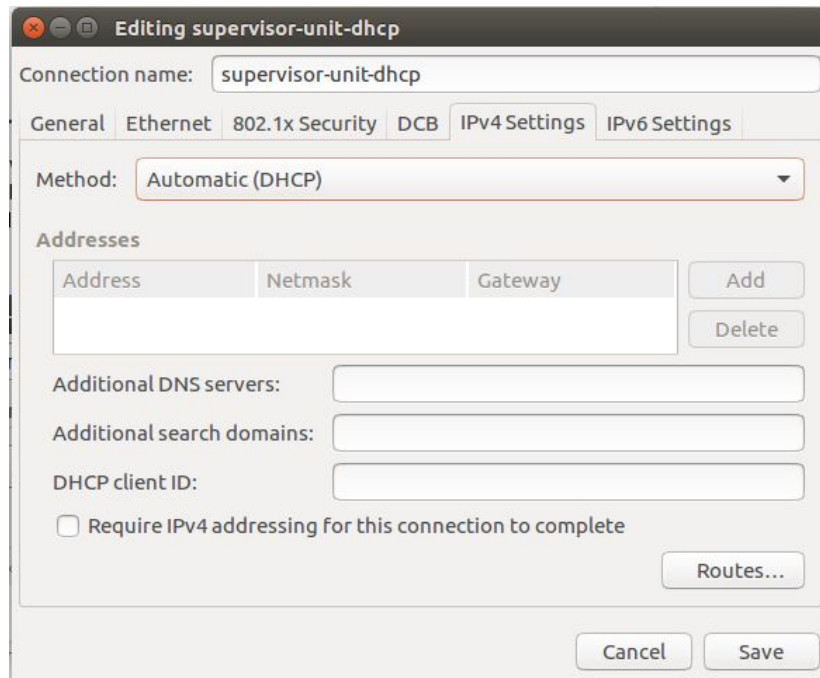 Editing supervisor-unit-dhcp
Connection name: supervisor-unit-dhcp
General Ethernet 802.1x Security DCB IPv4 Settings IPv6 Settings
Method: Automatic (DHCP)
Addresses
Address Netmask Gateway Add
Delete
Additional DNS servers:
Additional search domains:
DHCP client ID:
Require IPv4 addressing for this connection to complete
Routes...
Cancel Save